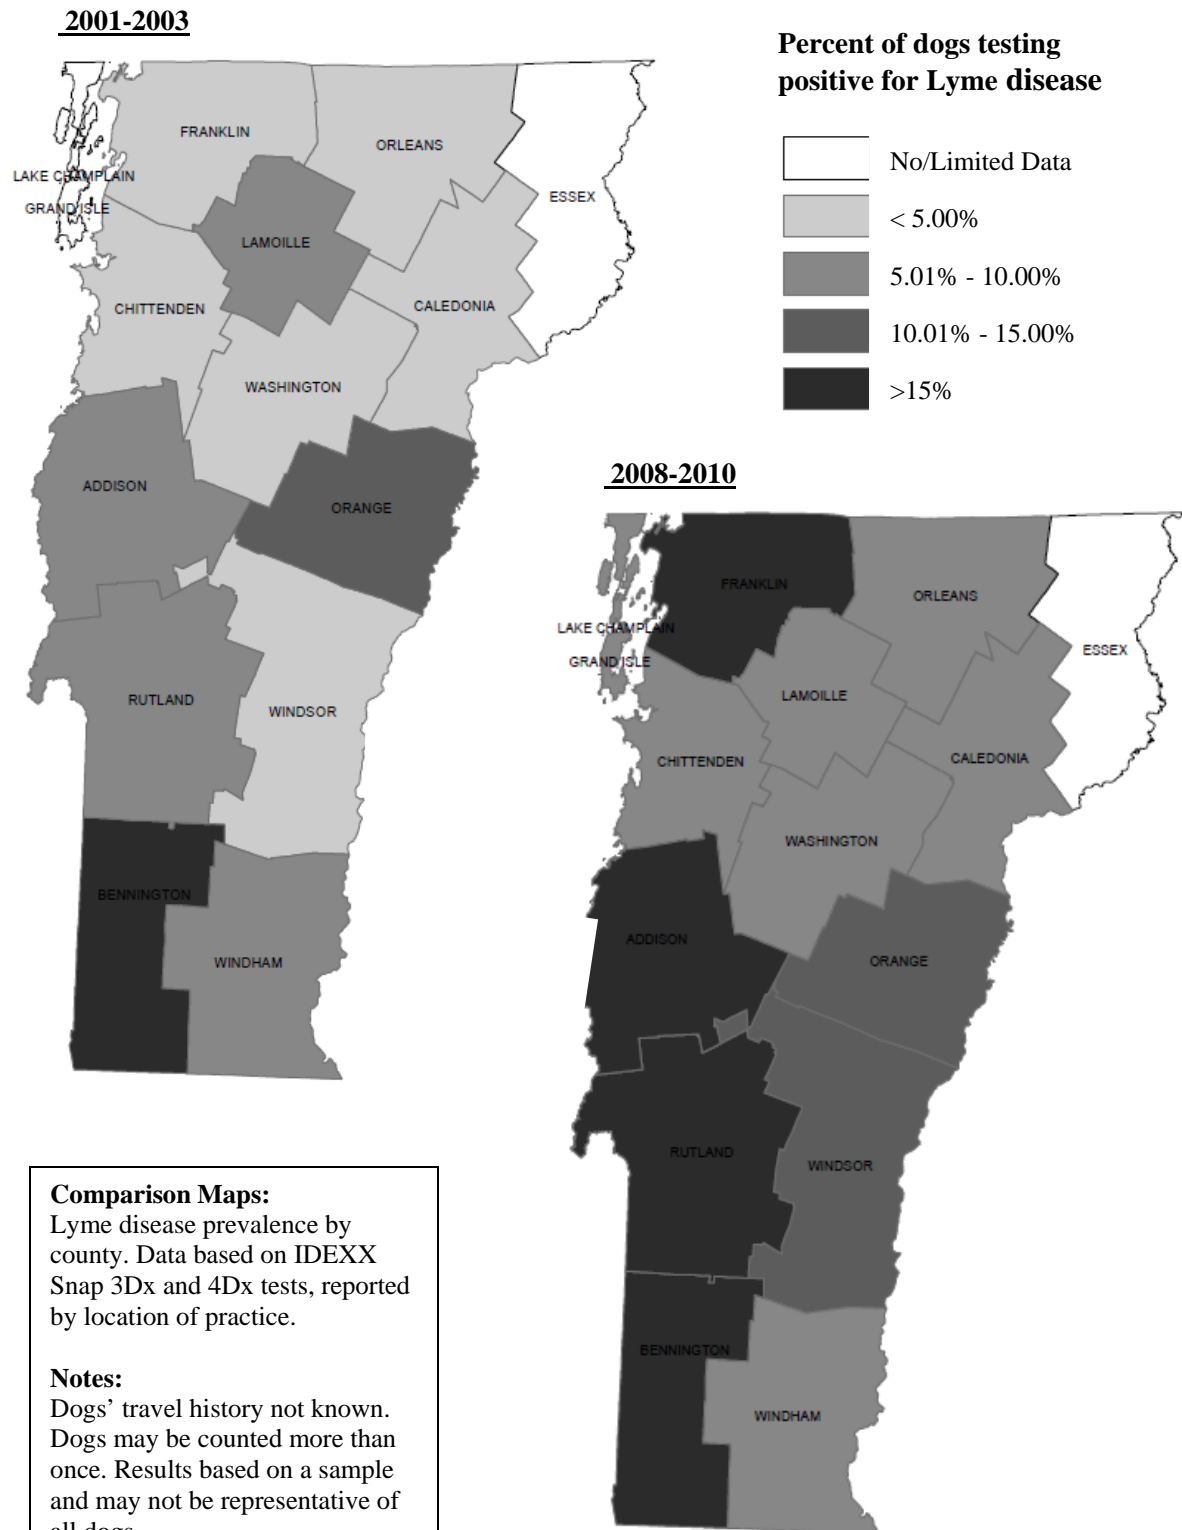 2001-2003
Percent of dogs testing
positive for Lyme disease
No/Limited Data
< 5.00%
5.01% - 10.00%
10.01% - 15.00%
>15%
FRANKLIN
ORLEANS
LAKE CHAMPLAIN
ESSEX
GRAND ISLE
LAMOILLE
CHITTENDEN
CALEDONIA
WASHINGTON
ADDISON
ORANGE
RUTLAND
WINDSOR
BENNINGTON
WINDHAM
2008-2010
FRANKLIN
ORLEANS
LAKE CHAMPLAIN
ESSEX
GRAND ISLE
LAMOILLE
CHITTENDEN
CALEDONIA
WASHINGTON
ADDISON
ORANGE
RUTLAND
WINDSOR
BENNINGTON
WINDHAM
Comparison Maps:
Lyme disease prevalence by
county. Data based on IDEXX
Snap 3Dx and 4Dx tests, reported
by location of practice.
Notes:
Dogs’ travel history not known.
Dogs may be counted more than
once. Results based on a sample
and may not be representative of
all dogs